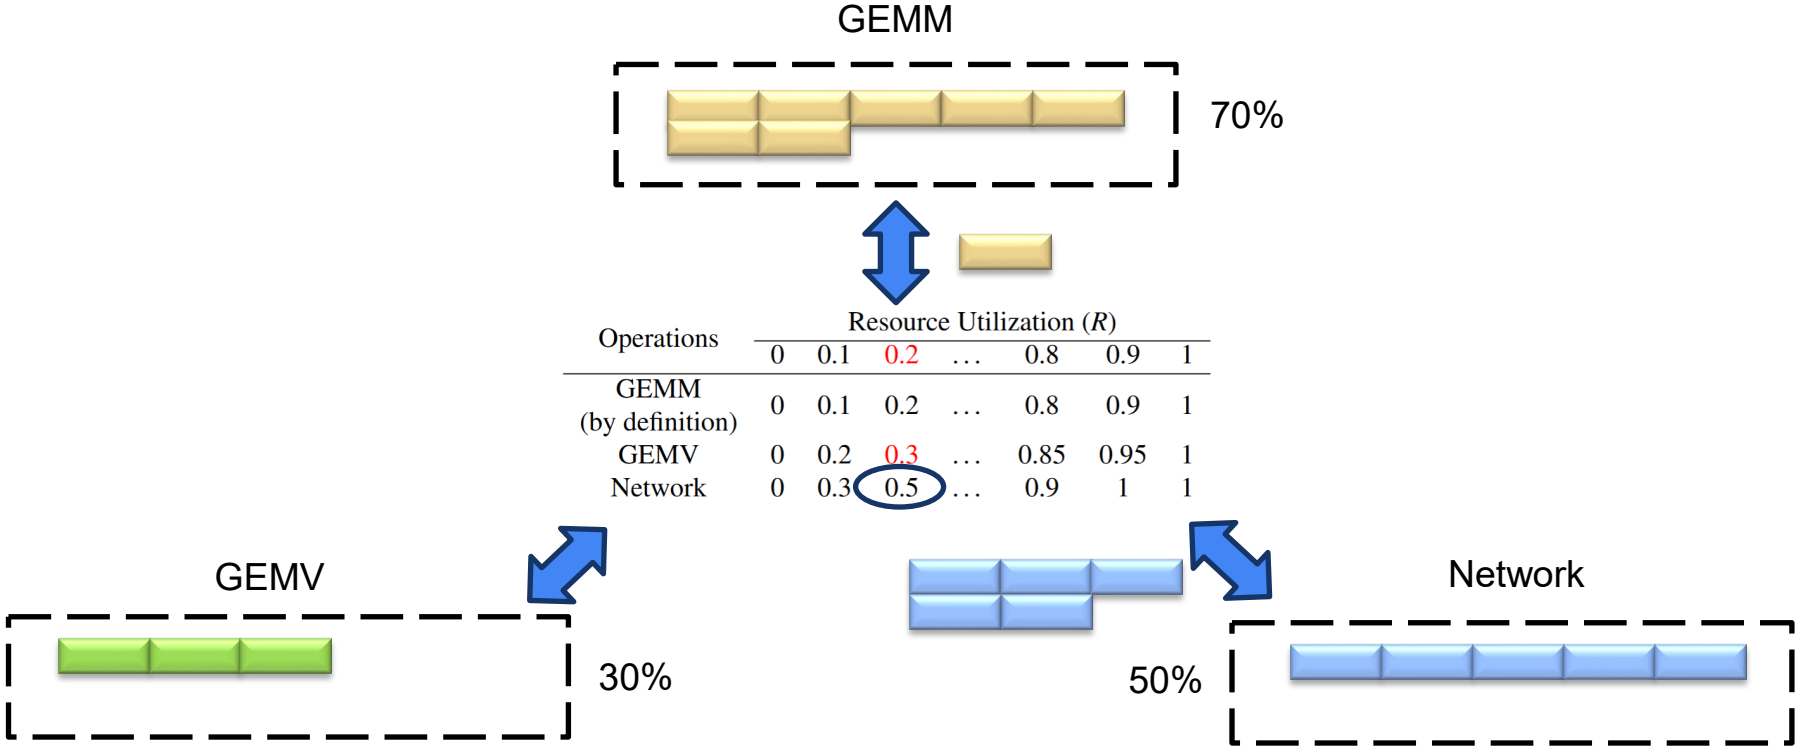 GEMM
70%
Resource Utilization (R)
Operations
0 0.1 0.2 ... 0.8 0.9 1
GEMM
(by definition)
0 0.1 0.2 ... 0.8 0.9 1
GEMV 0 0.2 0.3 ... 0.85 0.95 1
Network 0 0.3 0.5 ... 0.9 1 1
GEMV
30%
Network
50%